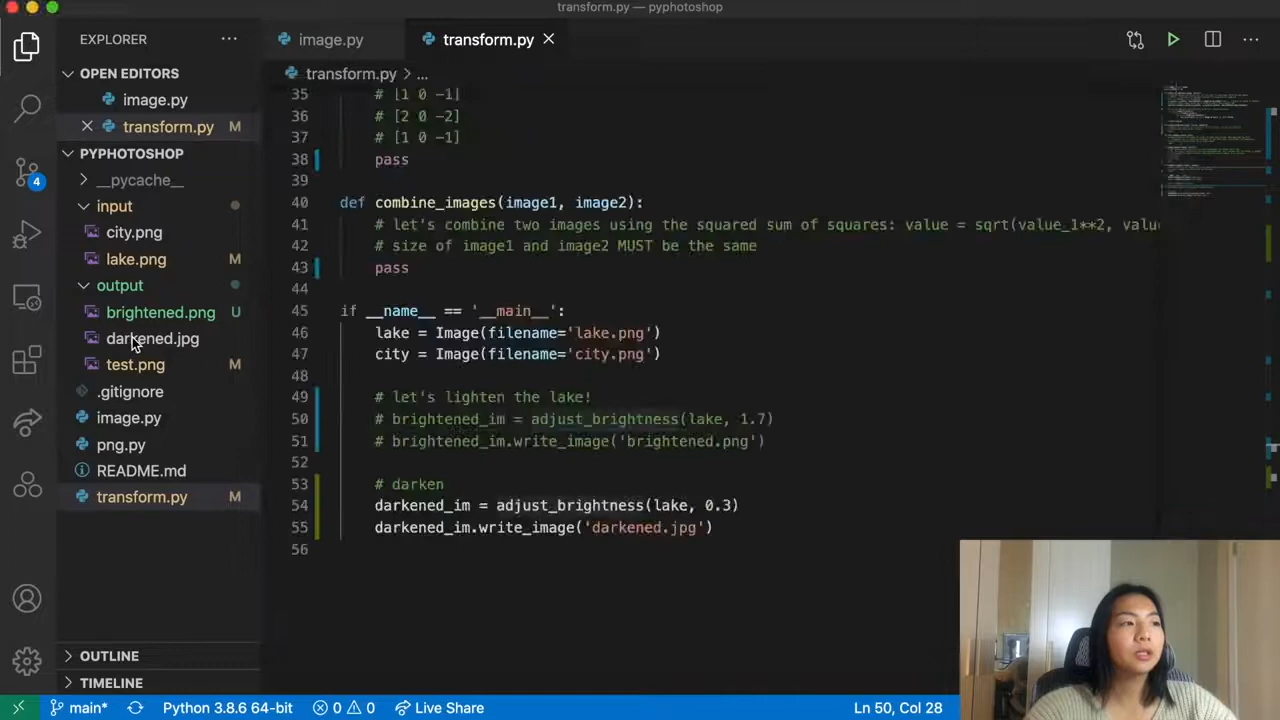 transform.py — pyphotoshop
EXPLORER
image.py
transform.py
OPEN EDITORS
image.py
transform.py M
PYPHOTOSHOP
__pycache__
input
city.png
lake.png M
output
brightened.png U
darkened.jpg
test.png M
.gitignore
image.py
png.py
README.md
transform.py M
OUTLINE
TIMELINE
4
transform.py > ...
35 # [1 0 -1]
36 # [2 0 -2]
37 # [1 0 -1]
38 pass
39
40 def combine_images(image1, image2):
41 # let's combine two images using the squared sum of squares: value = sqrt(value_1**2, valu
42 # size of image1 and image2 MUST be the same
43 pass
44
45 if __name__ == '__main__':
46 lake = Image(filename='lake.png')
47 city = Image(filename='city.png')
48
49 # let's lighten the lake!
50 # brightened_im = adjust_brightness(lake, 1.7)
51 # brightened_im.write_image('brightened.png')
52
53 # darken
54 darkened_im = adjust_brightness(lake, 0.3)
55 darkened_im.write_image('darkened.jpg')
56
main* Python 3.8.6 64-bit 0 0 Live Share Ln 50, Col 28